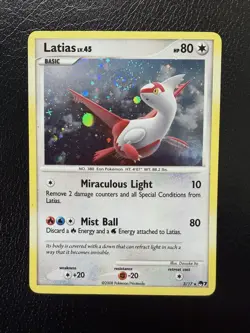 Latias LV.45
HP 80
BASIC
NO. 380 Eon Pokémon HT. 4'07" WT. 88.2 lbs.
Miraculous Light 10
Remove 2 damage counters and all Special Conditions from Latias.
Mist Ball 80
Discard a Energy and a Energy attached to Latias.
Its body is covered with a down that can refract light in such a way that it becomes invisible.
weakness
resistance
retreat cost
+20
-20
©2008 Pokémon/Nintendo